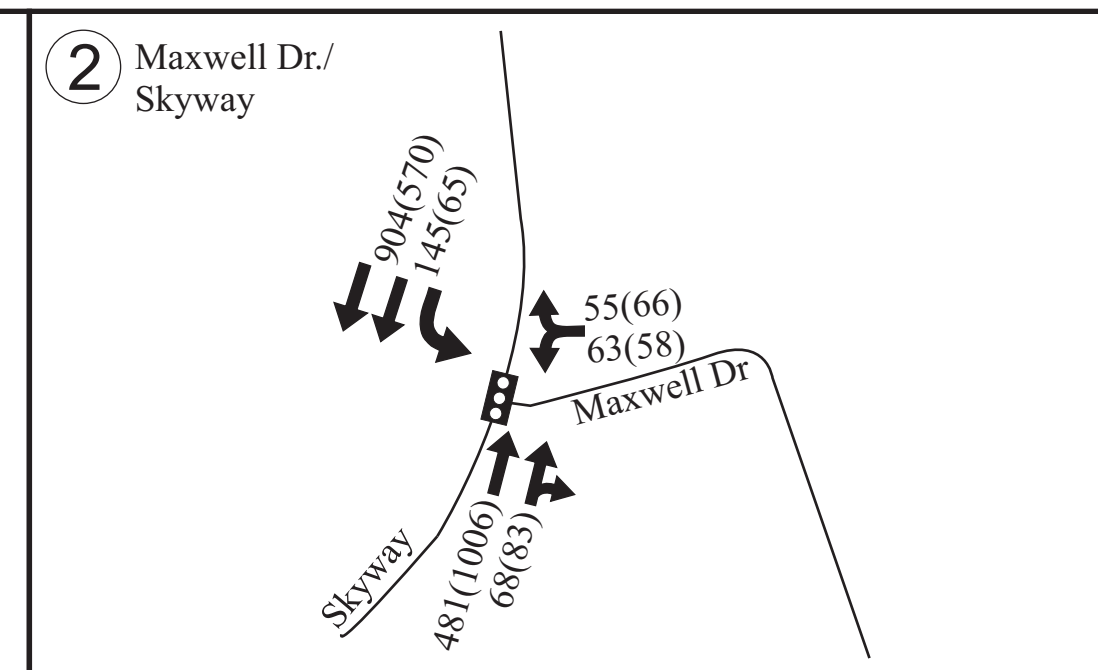 2
Maxwell Dr./
Skyway
904(570)
145(65)
55(66)
63(58)
Maxwell Dr
Skyway
481(1006)
68(83)